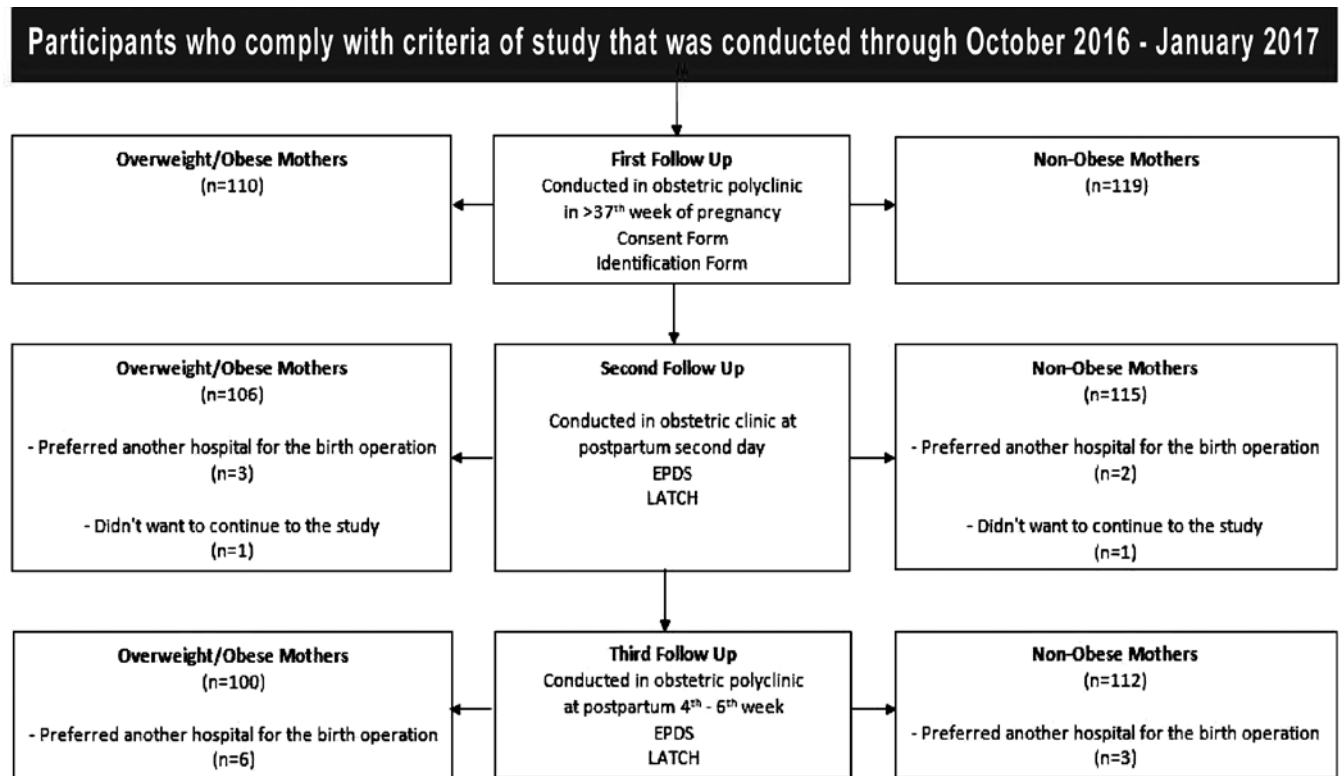 Participants who comply with criteria of study that was conducted through October 2016 - January 2017
Overweight/Obese Mothers
(n=110)
First Follow Up
Conducted in obstetric polyclinic
in >37th week of pregnancy
Consent Form
Identification Form
Non-Obese Mothers
(n=119)
Overweight/Obese Mothers
(n=106)
- Preferred another hospital for the birth operation
(n=3)
- Didn't want to continue to the study
(n=1)
Second Follow Up
Conducted in obstetric clinic at
postpartum second day
EPDS
LATCH
Non-Obese Mothers
(n=115)
- Preferred another hospital for the birth operation
(n=2)
- Didn't want to continue to the study
(n=1)
Overweight/Obese Mothers
(n=100)
- Preferred another hospital for the birth operation
(n=6)
Third Follow Up
Conducted in obstetric polyclinic
at postpartum 4th - 6th week
EPDS
LATCH
Non-Obese Mothers
(n=112)
- Preferred another hospital for the birth operation
(n=3)